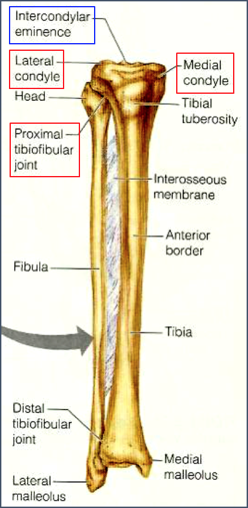 Intercondylar
eminence
Lateral
condyle
Medial
condyle
Head
Tibial
tuberosity
Proximal
tibiofibular
joint
Interosseous
membrane
Anterior
border
Fibula
Tibia
Distal
tibiofibular
joint
Medial
malleolus
Lateral
malleolus